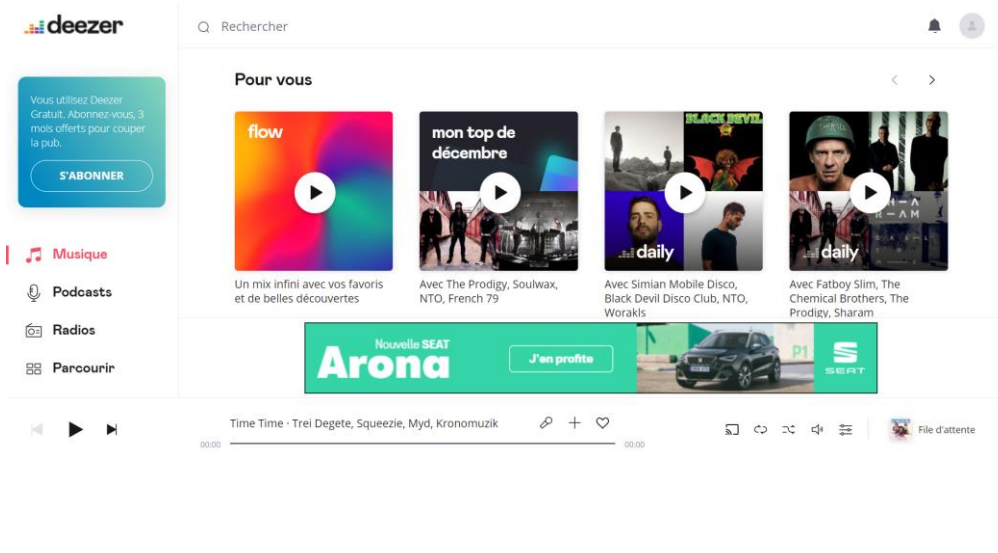 deezer
Rechercher
Vous utilisez Deezer
Gratuit. Abonnez-vous, 3
mois offerts pour couper
la pub.
S'ABONNER
Musique
Podcasts
Radios
Parcourir
Pour vous
flow
Un mix infini avec vos favoris
et de belles découvertes
mon top de
décembre
Avec The Prodigy, Soulwax,
NTO, French 79
BLACK DEVIL
daily
Avec Simian Mobile Disco,
Black Devil Disco Club, NTO,
Worakls
daily
Avec Fatboy Slim, The
Chemical Brothers, The
Prodigy, Sharam
Nouvelle SEAT
Arona
J'en profite
P1
SEAT
Time Time · Trei Degete, Squeezie, Myd, Kronomuzik
00:00
00:00
File d'attente